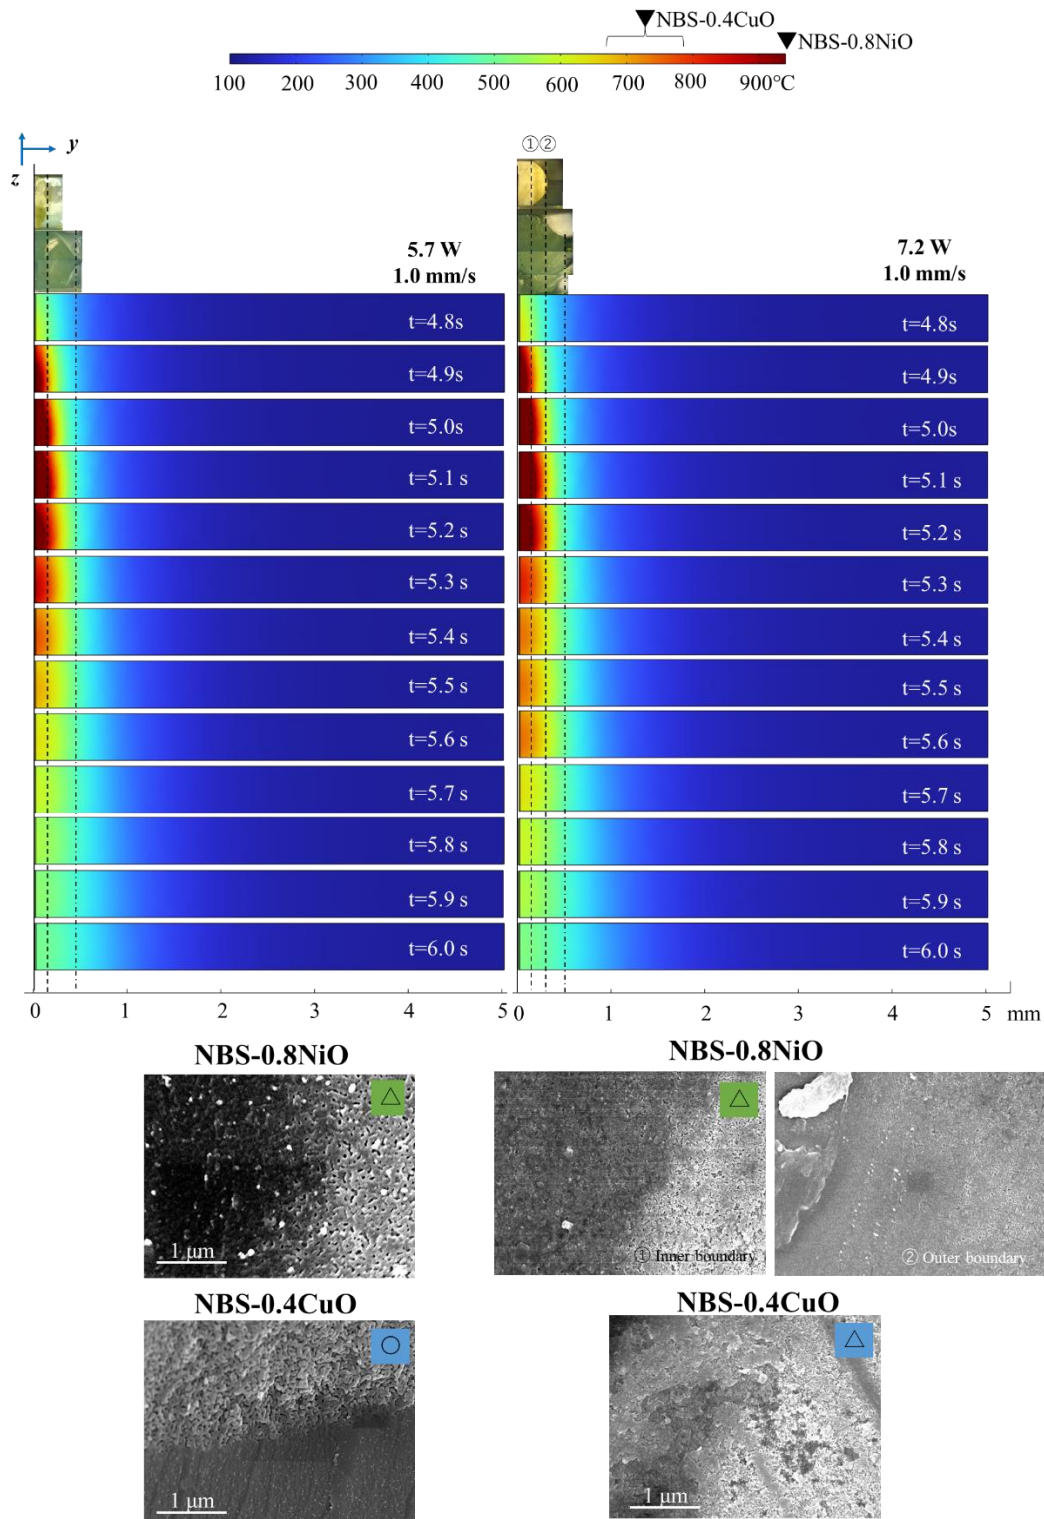 ▼NBS-0.4CuO
▼NBS-0.8NiO
100 200 300 400 500 600 700 800 900℃
y
z
5.7 W
1.0 mm/s
t=4.8s
t=4.9s
t=5.0s
t=5.1 s
t=5.2 s
t=5.3 s
t=5.4 s
t=5.5 s
t=5.6 s
t=5.7 s
t=5.8 s
t=5.9 s
t=6.0 s
0 1 2 3 4 5
①②
7.2 W
1.0 mm/s
t=4.8s
t=4.9s
t=5.0s
t=5.1 s
t=5.2 s
t=5.3 s
t=5.4 s
t=5.5 s
t=5.6 s
t=5.7 s
t=5.8 s
t=5.9 s
t=6.0 s
0 1 2 3 4 5 mm
NBS-0.8NiO
△
1 μm
NBS-0.8NiO
△
① Inner boundary
② Outer boundary
NBS-0.4CuO
○
1 μm
NBS-0.4CuO
△
1 μm